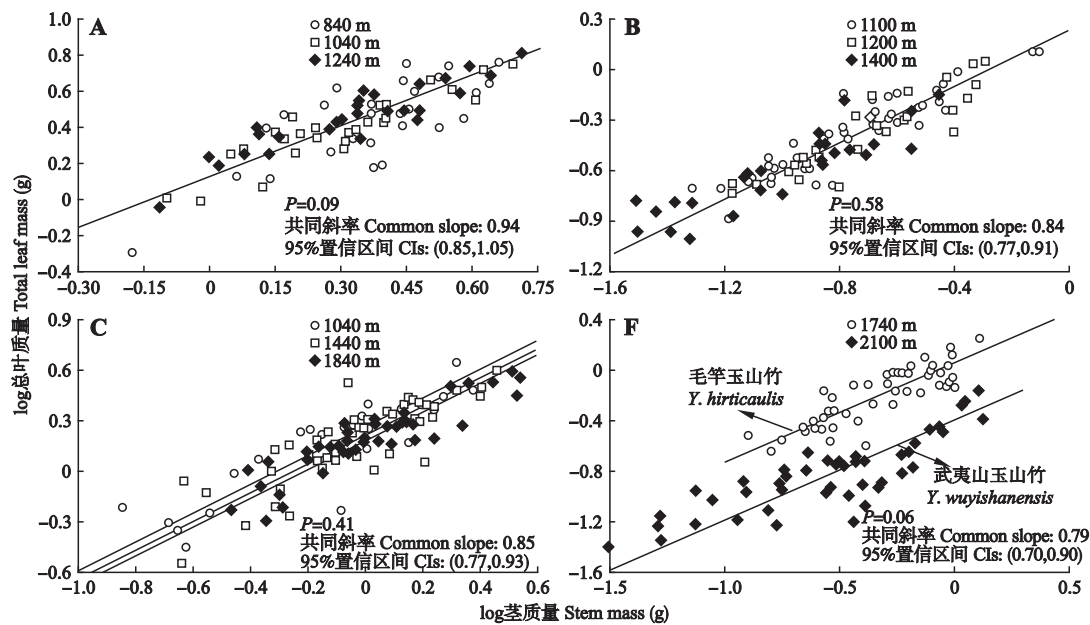 log总叶质量 Total leaf mass (g)
A
840 m
1040 m
1240 m
1.0
0.8
0.6
0.4
0.2
0
−0.2
−0.4
P=0.09
共同斜率 Common slope: 0.94
95%置信区间 CIs: (0.85,1.05)
−0.30 −0.15 0 0.15 0.30 0.45 0.60 0.75
B
1100 m
1200 m
1400 m
0.3
0
−0.3
−0.6
−0.9
−1.2
P=0.58
共同斜率 Common slope: 0.84
95%置信区间 CIs: (0.77,0.91)
−1.6 −1.2 −0.8 −0.4 0
C
1040 m
1440 m
1840 m
0.9
0.6
0.3
0
−0.3
−0.6
P=0.41
共同斜率 Common slope: 0.85
95%置信区间 CIs: (0.77,0.93)
−1.0 −0.8 −0.6 −0.4 −0.2 0 0.2 0.4 0.6
F
1740 m
2100 m
0.4
0
−0.4
−0.8
−1.2
−1.6
毛竿玉山竹
Y. hirticaulis
武夷山玉山竹
Y. wuyishanensis
P=0.06
共同斜率 Common slope: 0.79
95%置信区间 CIs: (0.70,0.90)
−1.5 −1.0 −0.5 0 0.5
log茎质量 Stem mass (g)